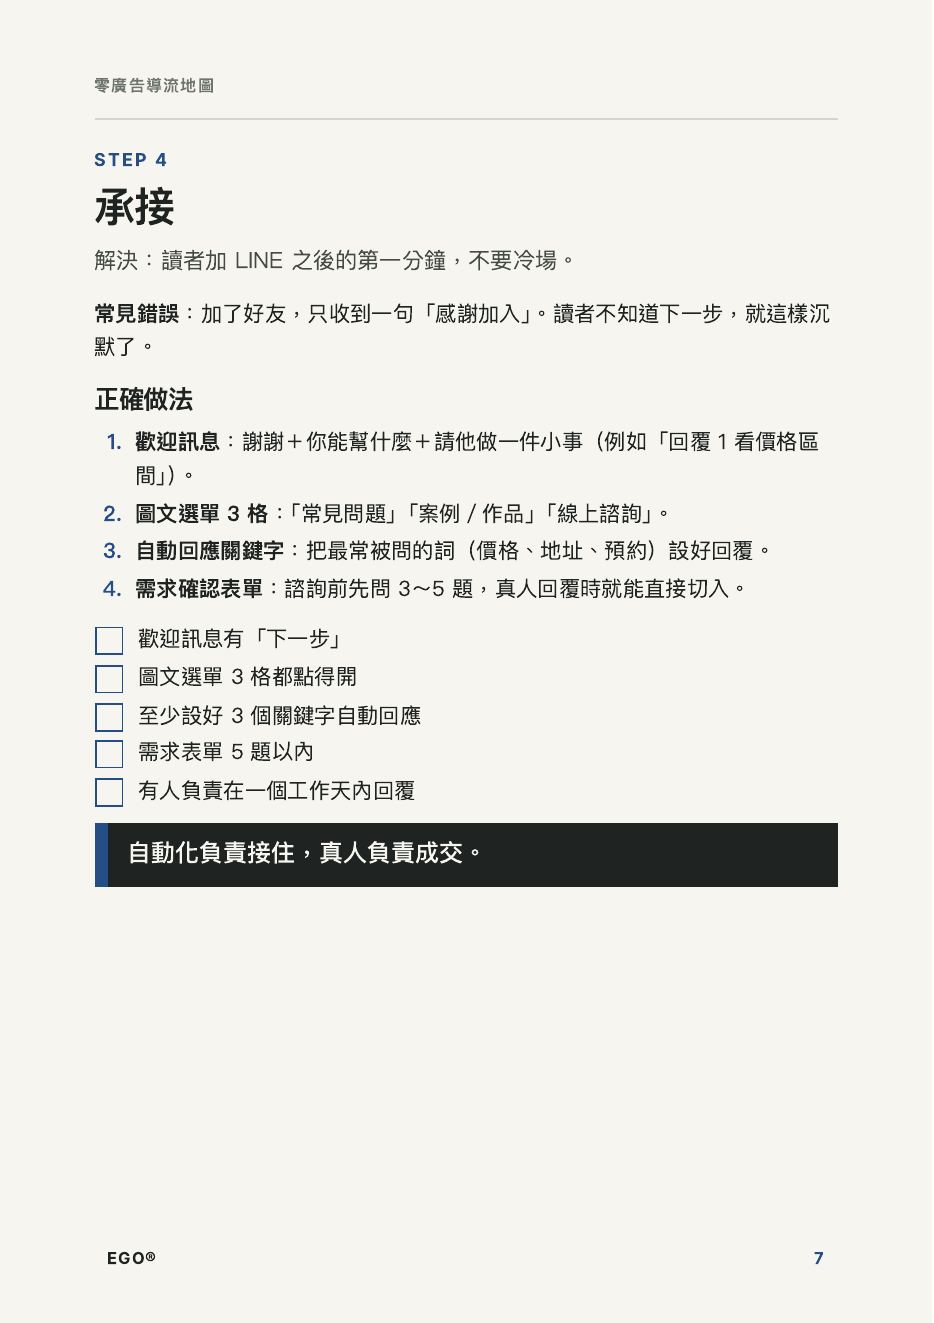 零廣告導流地圖
STEP 4
承接
解決：讀者加 LINE 之後的第一分鐘，不要冷場。
常見錯誤：加了好友，只收到一句「感謝加入」。讀者不知道下一步，就這樣沉
默了。
正確做法
1. 歡迎訊息：謝謝＋你能幫什麼＋請他做一件小事（例如「回覆 1 看價格區
間」）。
2. 圖文選單 3 格：「常見問題」「案例 / 作品」「線上諮詢」。
3. 自動回應關鍵字：把最常被問的詞（價格、地址、預約）設好回覆。
4. 需求確認表單：諮詢前先問 3～5 題，真人回覆時就能直接切入。
歡迎訊息有「下一步」
圖文選單 3 格都點得開
至少設好 3 個關鍵字自動回應
需求表單 5 題以內
有人負責在一個工作天內回覆
自動化負責接住，真人負責成交。
EGO®
7